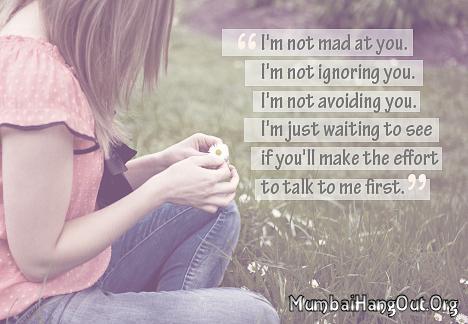 “I'm not mad at you.
I'm not ignoring you.
I'm not avoiding you.
I'm just waiting to see
if you'll make the effort
to talk to me first.”
MumbaiHangOut.Org